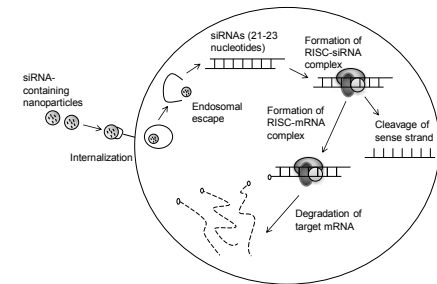 siRNA-
containing
nanoparticles
Internalization
Endosomal
escape
siRNAs (21-23
nucleotides)
Formation of
RISC-siRNA
complex
Formation of
RISC-mRNA
complex
Cleavage of
sense strand
Degradation of
target mRNA